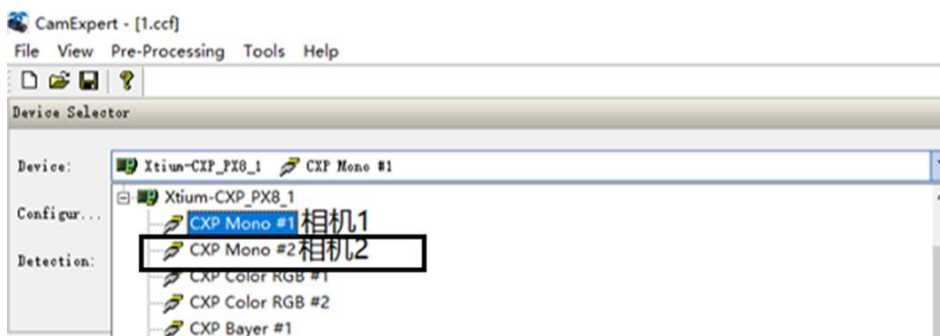 CamExpert - [1.ccf]
File View Pre-Processing Tools Help
Device Selector
Device: Xtium-CXP_PX8_1 CXP Mono #1
Xtium-CXP_PX8_1
Configur... CXP Mono #1 相机1
CXP Mono #2 相机2
Detection:
CXP Color RGB #1
CXP Color RGB #2
CXP Bayer #1